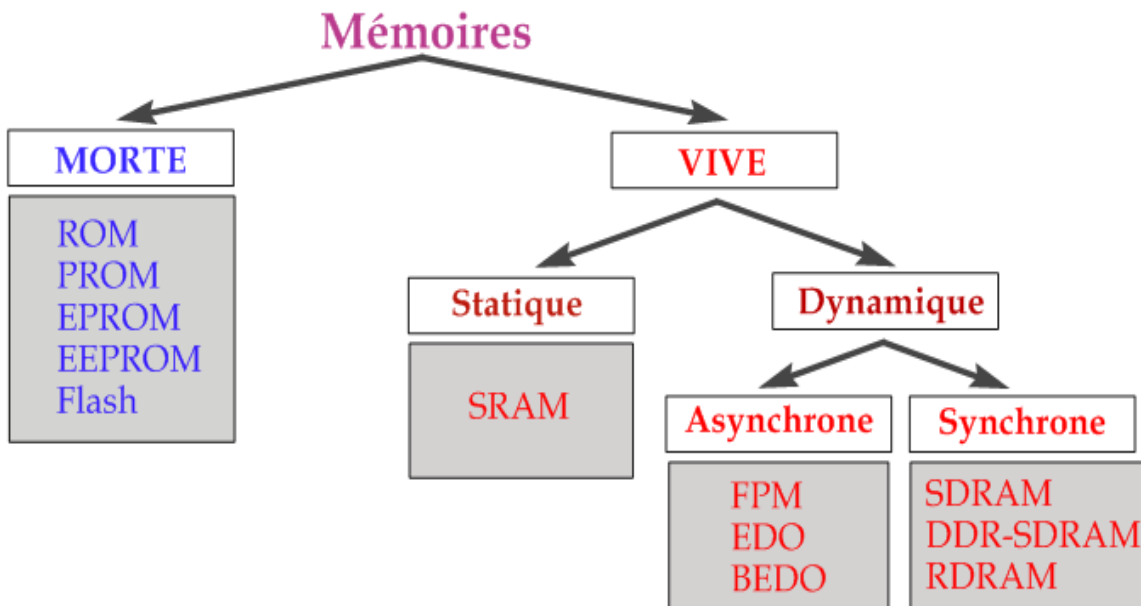 Mémoires
MORTE
ROM
PROM
EPROM
EEPROM
Flash
VIVE
Statique
SRAM
Dynamique
Asynchrone
FPM
EDO
BEDO
Synchrone
SDRAM
DDR-SDRAM
RDRAM